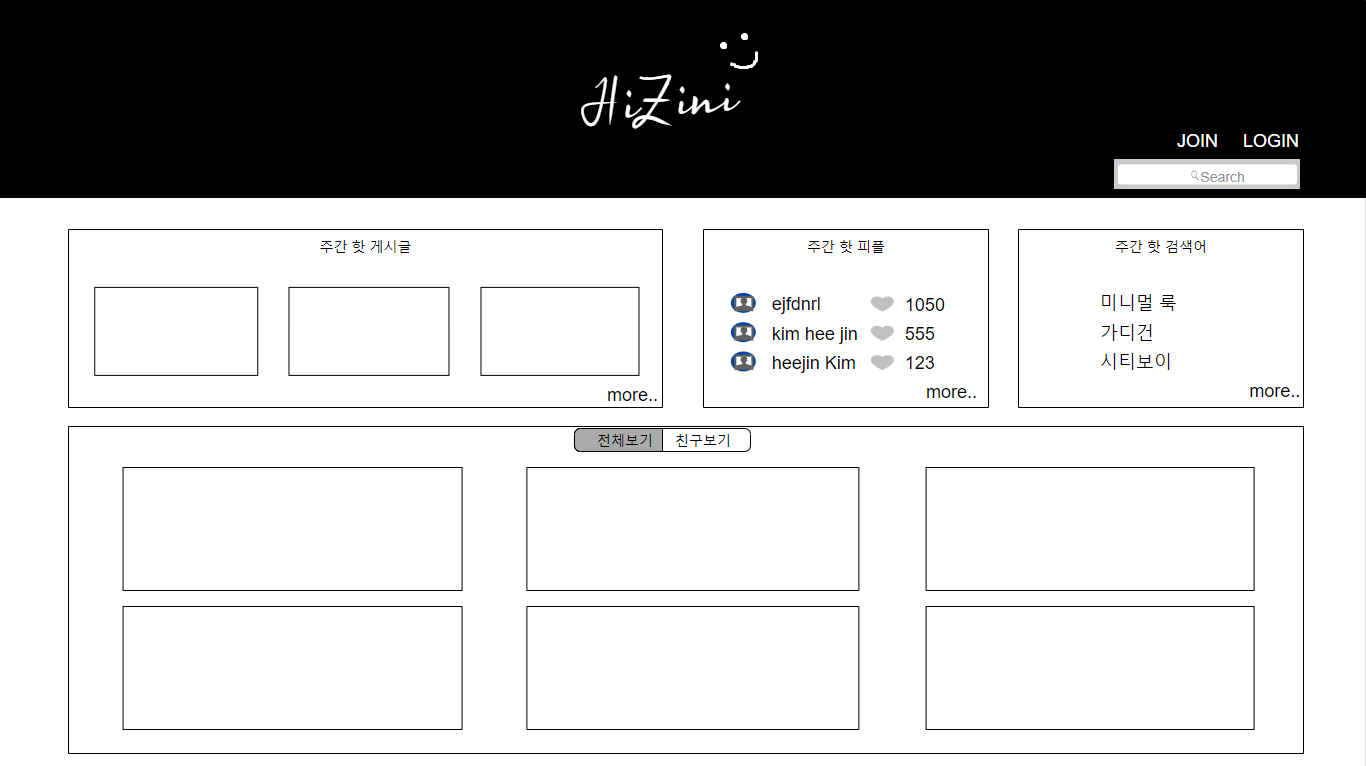 HiZini
JOIN LOGIN
Search
주간 핫 게시글
more..
주간 핫 피플
ejfdnrl 1050
kim hee jin 555
heejin Kim 123
more..
주간 핫 검색어
미니멀 룩
가디건
시티보이
more..
전체보기 친구보기